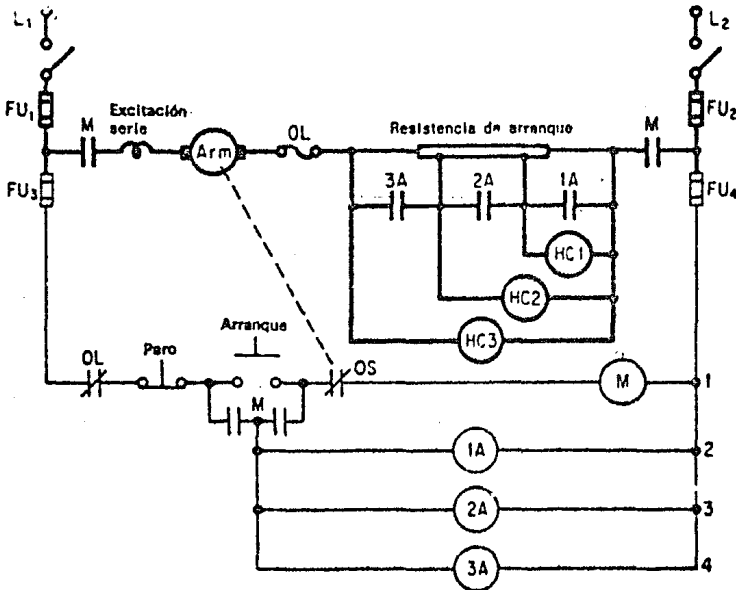 L1 L2
FU1 Excitación serie FU2
M OL Resistencia de arranque M
Arm
FU3 3A 2A 1A FU4
HC1
HC2
HC3
Arranque
OL Paro OS
M 1
M
1A 2
2A 3
3A 4